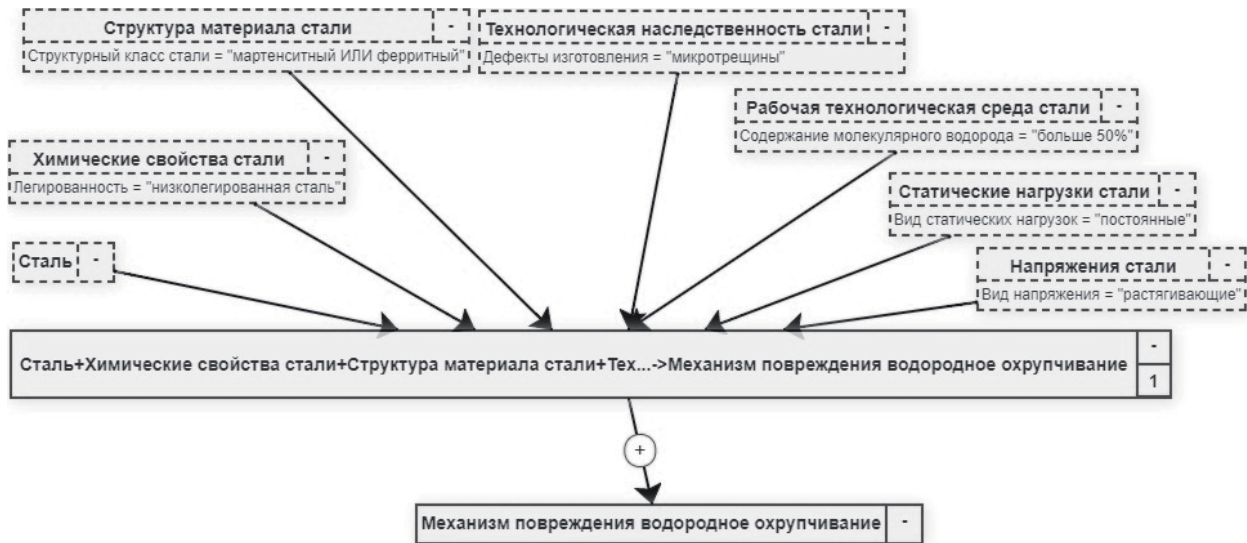 Структура материала стали -
Структурный класс стали = "мартенситный ИЛИ ферритный"
Технологическая наследственность стали -
Дефекты изготовления = "микротрещины"
Рабочая технологическая среда стали -
Содержание молекулярного водорода = "больше 50%"
Химические свойства стали -
Легированность = "низколегированная сталь"
Статические нагрузки стали -
Вид статических нагрузок = "постоянные"
Сталь -
Напряжения стали -
Вид напряжения = "растягивающие"
Сталь+Химические свойства стали+Структура материала стали+Тех...->Механизм повреждения водородное охрупчивание -
1
+
Механизм повреждения водородное охрупчивание -